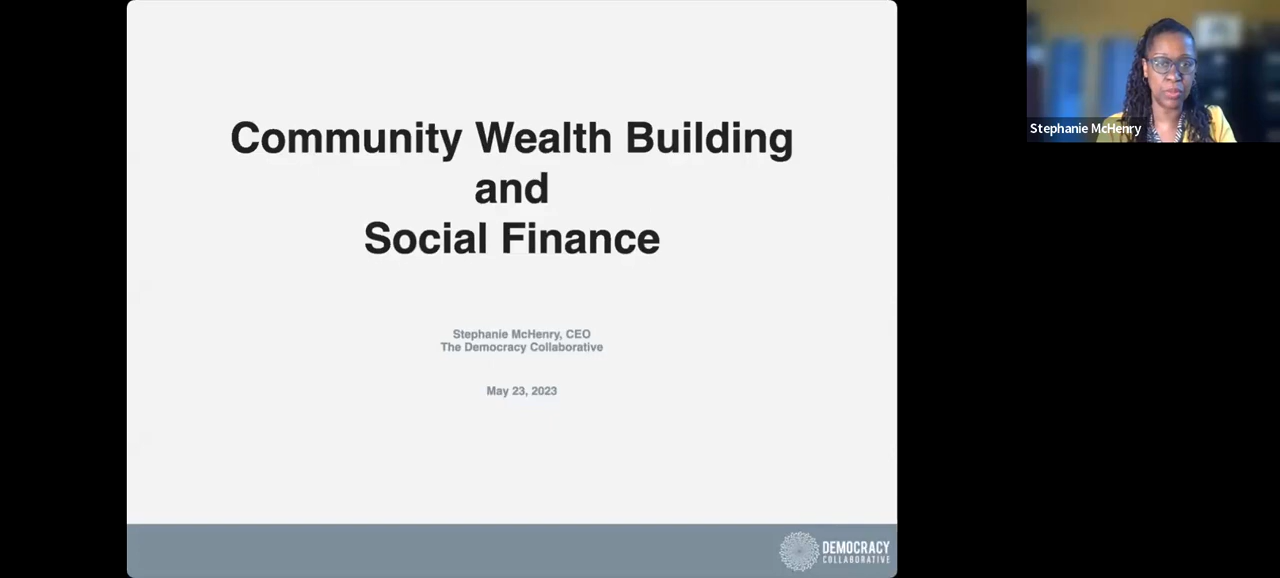 Community Wealth Building
and
Social Finance
Stephanie McHenry, CEO
The Democracy Collaborative
May 23, 2023
DEMOCRACY
COLLABORATIVE
Stephanie McHenry